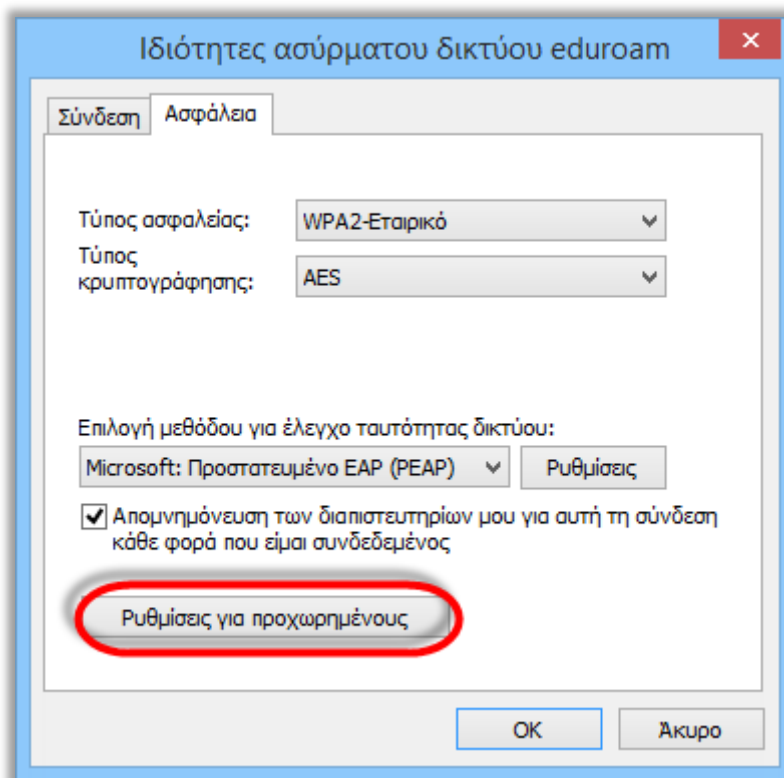 Ιδιότητες ασύρματου δικτύου eduroam
Σύνδεση Ασφάλεια
Τύπος ασφαλείας: WPA2-Εταιρικό
Τύπος
κρυπτογράφησης: AES
Επιλογή μεθόδου για έλεγχο ταυτότητας δικτύου:
Microsoft: Προστατευμένο EAP (PEAP) Ρυθμίσεις
Απομνημόνευση των διαπιστευτηρίων μου για αυτή τη σύνδεση
κάθε φορά που είμαι συνδεδεμένος
Ρυθμίσεις για προχωρημένους
OK Άκυρο